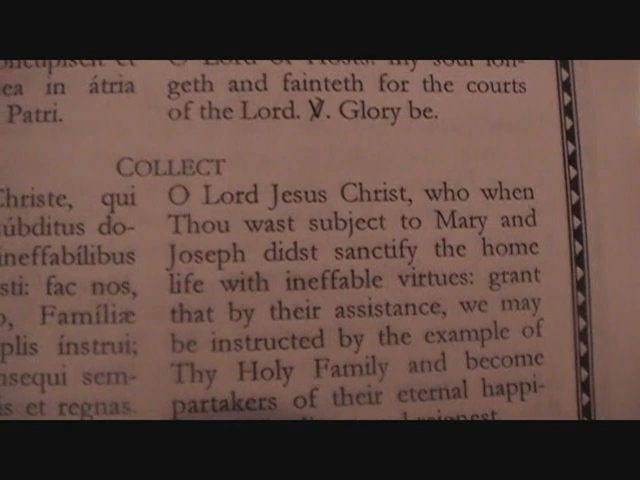 ea in átria
Patri.
geth and fainteth for the courts
of the Lord. ℣. Glory be.
COLLECT
Christe, qui
úbditus do-
ineffabílibus
sti: fac nos,
o, Famíliæ
plis ínstrui;
nsequi sem-
is et regnas.
O Lord Jesus Christ, who when
Thou wast subject to Mary and
Joseph didst sanctify the home
life with ineffable virtues: grant
that by their assistance, we may
be instructed by the example of
Thy Holy Family and become
partakers of their eternal happi-